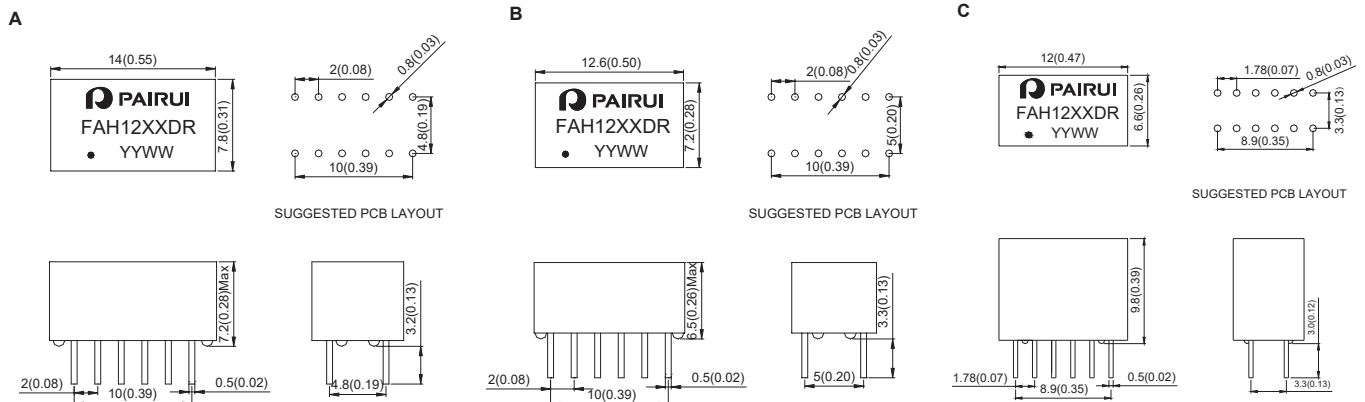 A
14(0.55)
PAIRUI
FAH12XXDR
YYWW
7.8(0.31)
2(0.08)
0.8(0.03)
4.8(0.19)
10(0.39)
SUGGESTED PCB LAYOUT
7.2(0.28)Max
2(0.08)
10(0.39)
0.5(0.02)
3.2(0.13)
4.8(0.19)
B
12.6(0.50)
PAIRUI
FAH12XXDR
YYWW
7.2(0.28)
2(0.08)
0.8(0.03)
5(0.20)
10(0.39)
SUGGESTED PCB LAYOUT
6.5(0.26)Max
2(0.08)
10(0.39)
0.5(0.02)
3.3(0.13)
5(0.20)
C
12(0.47)
PAIRUI
FAH12XXDR
YYWW
6.6(0.26)
1.78(0.07)
0.8(0.03)
3.3(0.13)
8.9(0.35)
SUGGESTED PCB LAYOUT
9.8(0.39)
1.78(0.07)
8.9(0.35)
0.5(0.02)
3.0(0.12)
3.3(0.13)